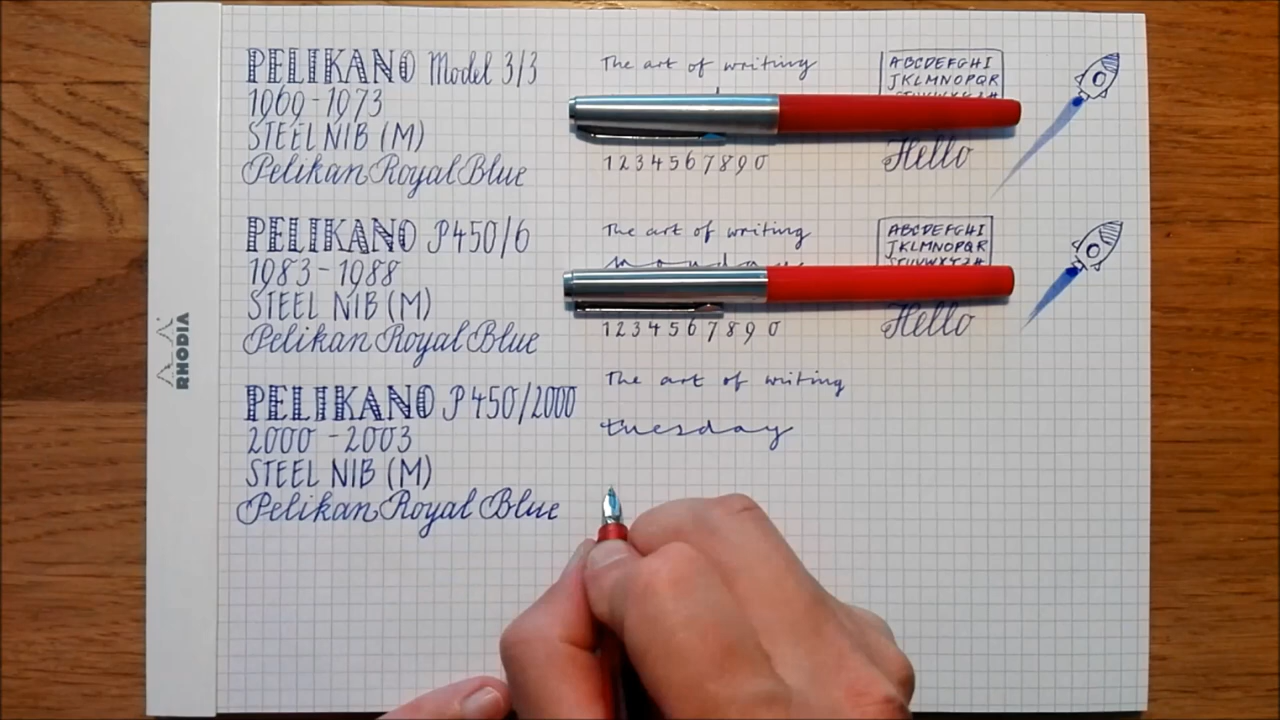 PELIKANO Model 3/3
1969-1973
STEEL NIB (M)
Pelikan Royal Blue
The art of writing
1234567890
ABCDEFGHI
JKLMNOPQR
Hello
PELIKANO P450/6
1983-1988
STEEL NIB (M)
Pelikan Royal Blue
The art of writing
monday
1234567890
ABCDEFGHI
JKLMNOPQR
STUVWXYZA
Hello
PELIKANO P450/2000
2000-2003
STEEL NIB (M)
Pelikan Royal Blue
The art of writing
tuesday
RHODIA